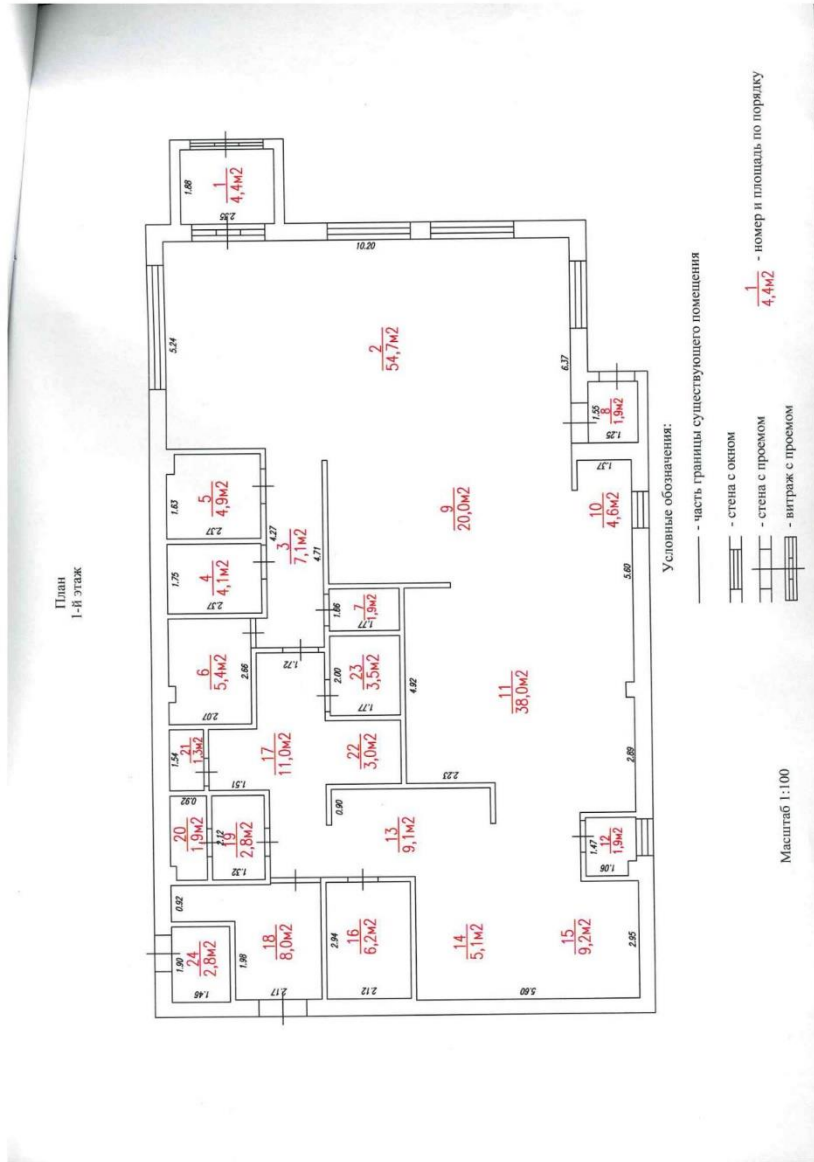 План
1-й этаж
1
4,4м2
1.88
2.35
10.20
5.24
2
54,7м2
6.37
5
4,9м2
1.63
2.37
4
4,1м2
1.75
2.37
4.27
3
7,1м2
4.71
6
5,4м2
2.66
2.07
9
20,0м2
8
1,9м2
1.55
1.25
1.37
10
4,6м2
5.60
7
1,9м2
1.77
23
3,5м2
2.00
1.77
1.72
11
38,0м2
4.92
2.23
2.89
21
1,3м2
1.54
17
11,0м2
1.51
22
3,0м2
20
1,9м2
0.92
19
2,8м2
2.12
1.32
0.90
13
9,1м2
12
1,9м2
1.47
1.06
0.92
24
2,8м2
1.90
1.46
18
8,0м2
1.98
2.17
16
6,2м2
2.94
2.12
14
5,1м2
15
9,2м2
5.60
2.95
Условные обозначения:
- часть границы существующего помещения
- стена с окном
- стена с проемом
- витраж с проемом
1
4,4м2
- номер и площадь по порядку
Масштаб 1:100